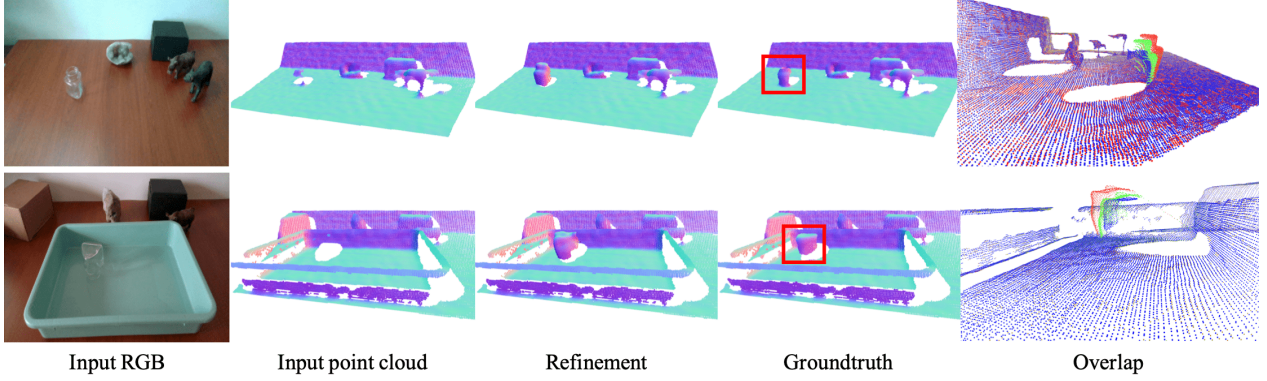 Input RGB
Input point cloud
Refinement
Groundtruth
Overlap